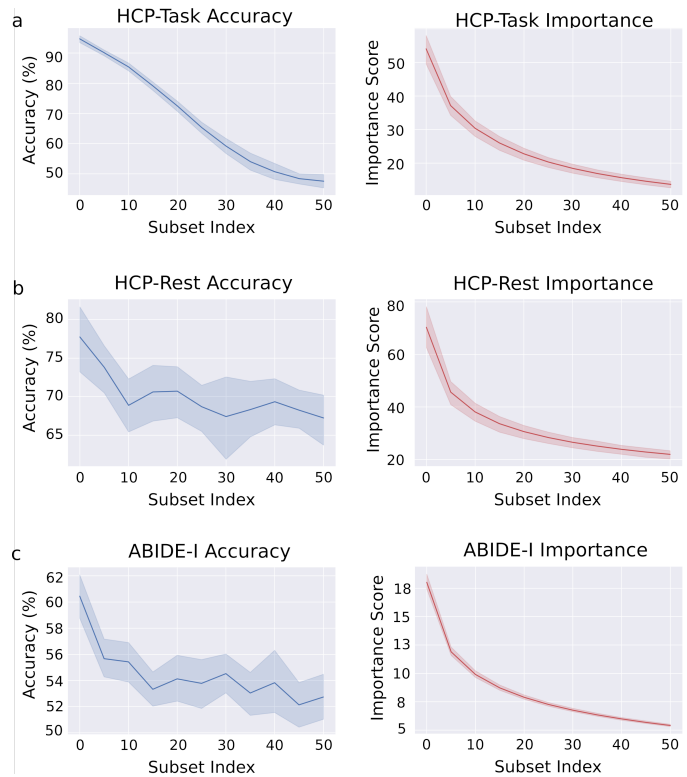 a
HCP-Task Accuracy
Accuracy (%)
90
80
70
60
50
0 10 20 30 40 50
Subset Index
HCP-Task Importance
Importance Score
50
40
30
20
0 10 20 30 40 50
Subset Index
b
HCP-Rest Accuracy
Accuracy (%)
80
75
70
65
0 10 20 30 40 50
Subset Index
HCP-Rest Importance
Importance Score
80
60
40
20
0 10 20 30 40 50
Subset Index
c
ABIDE-I Accuracy
Accuracy (%)
62
60
58
56
54
52
50
0 10 20 30 40 50
Subset Index
ABIDE-I Importance
Importance Score
18
15
13
10
8
5
0 10 20 30 40 50
Subset Index